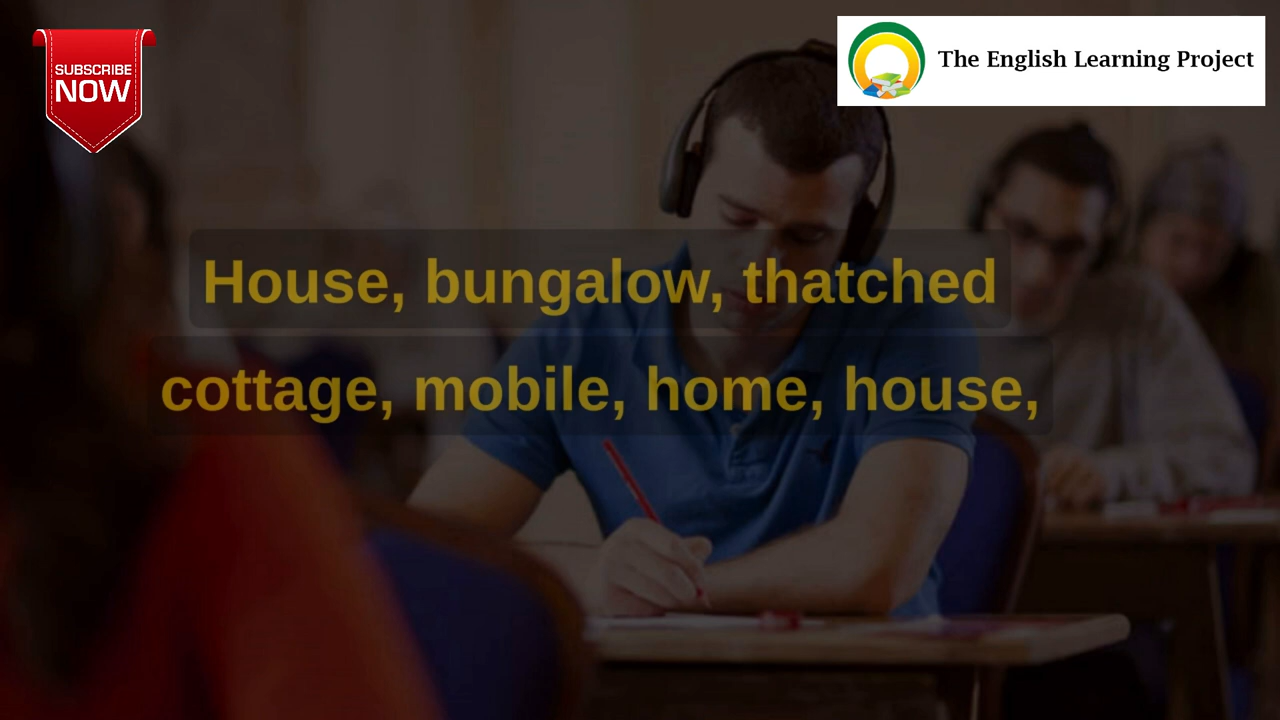 SUBSCRIBE
NOW
The English Learning Project
House, bungalow, thatched
cottage, mobile, home, house,